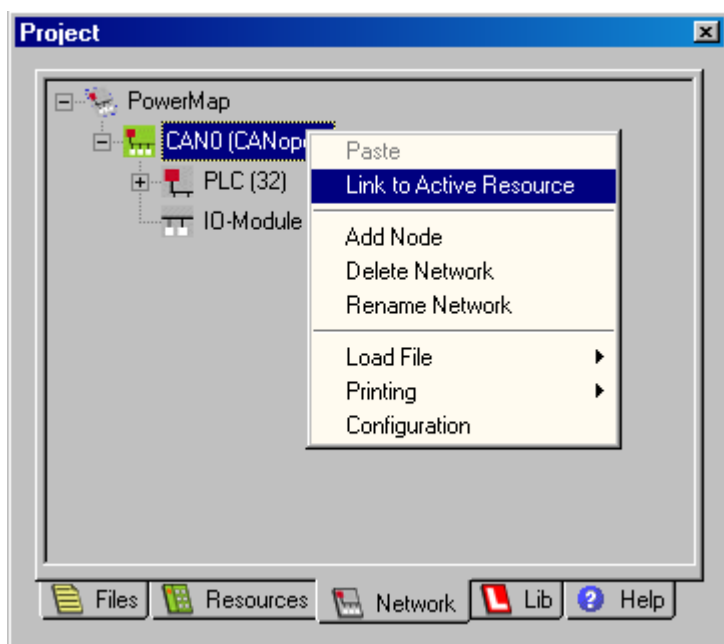 Project
PowerMap
CAN0 (CANop
PLC (32)
IO-Module
Paste
Link to Active Resource
Add Node
Delete Network
Rename Network
Load File
Printing
Configuration
Files Resources Network Lib Help